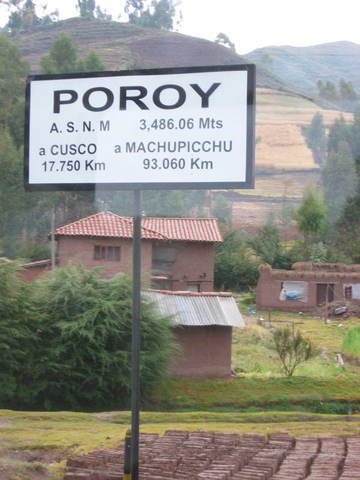 POROY
A. S. N. M 3,486.06 Mts
a CUSCO a MACHUPICCHU
17.750 Km 93.060 Km